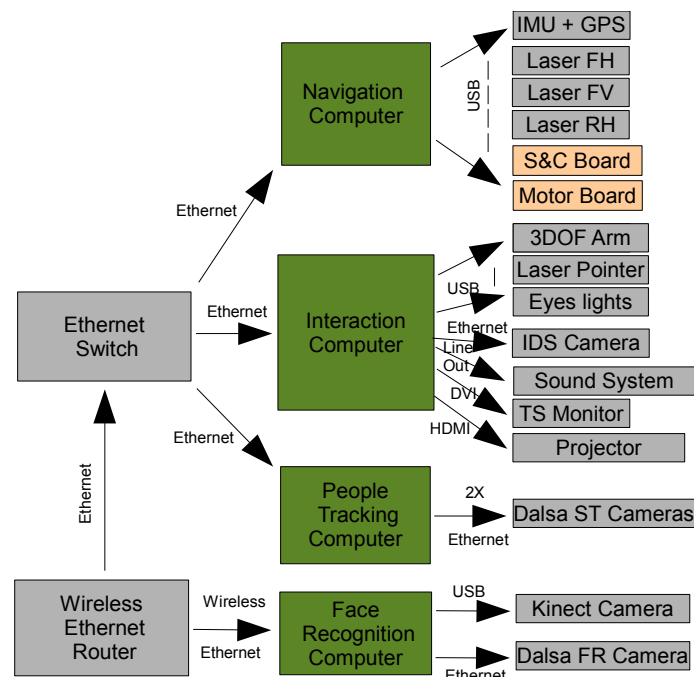 IMU + GPS
Laser FH
Laser FV
Laser RH
S&C Board
Motor Board
USB
Navigation
Computer
Ethernet
3DOF Arm
Laser Pointer
Eyes lights
IDS Camera
Sound System
TS Monitor
Projector
USB
Ethernet
Line
Out
DVI
HDMI
Interaction
Computer
Ethernet
Ethernet
Switch
Ethernet
People
Tracking
Computer
2X
Ethernet
Dalsa ST Cameras
Ethernet
Wireless
Ethernet
Router
Wireless
Ethernet
Face
Recognition
Computer
USB
Kinect Camera
Ethernet
Dalsa FR Camera